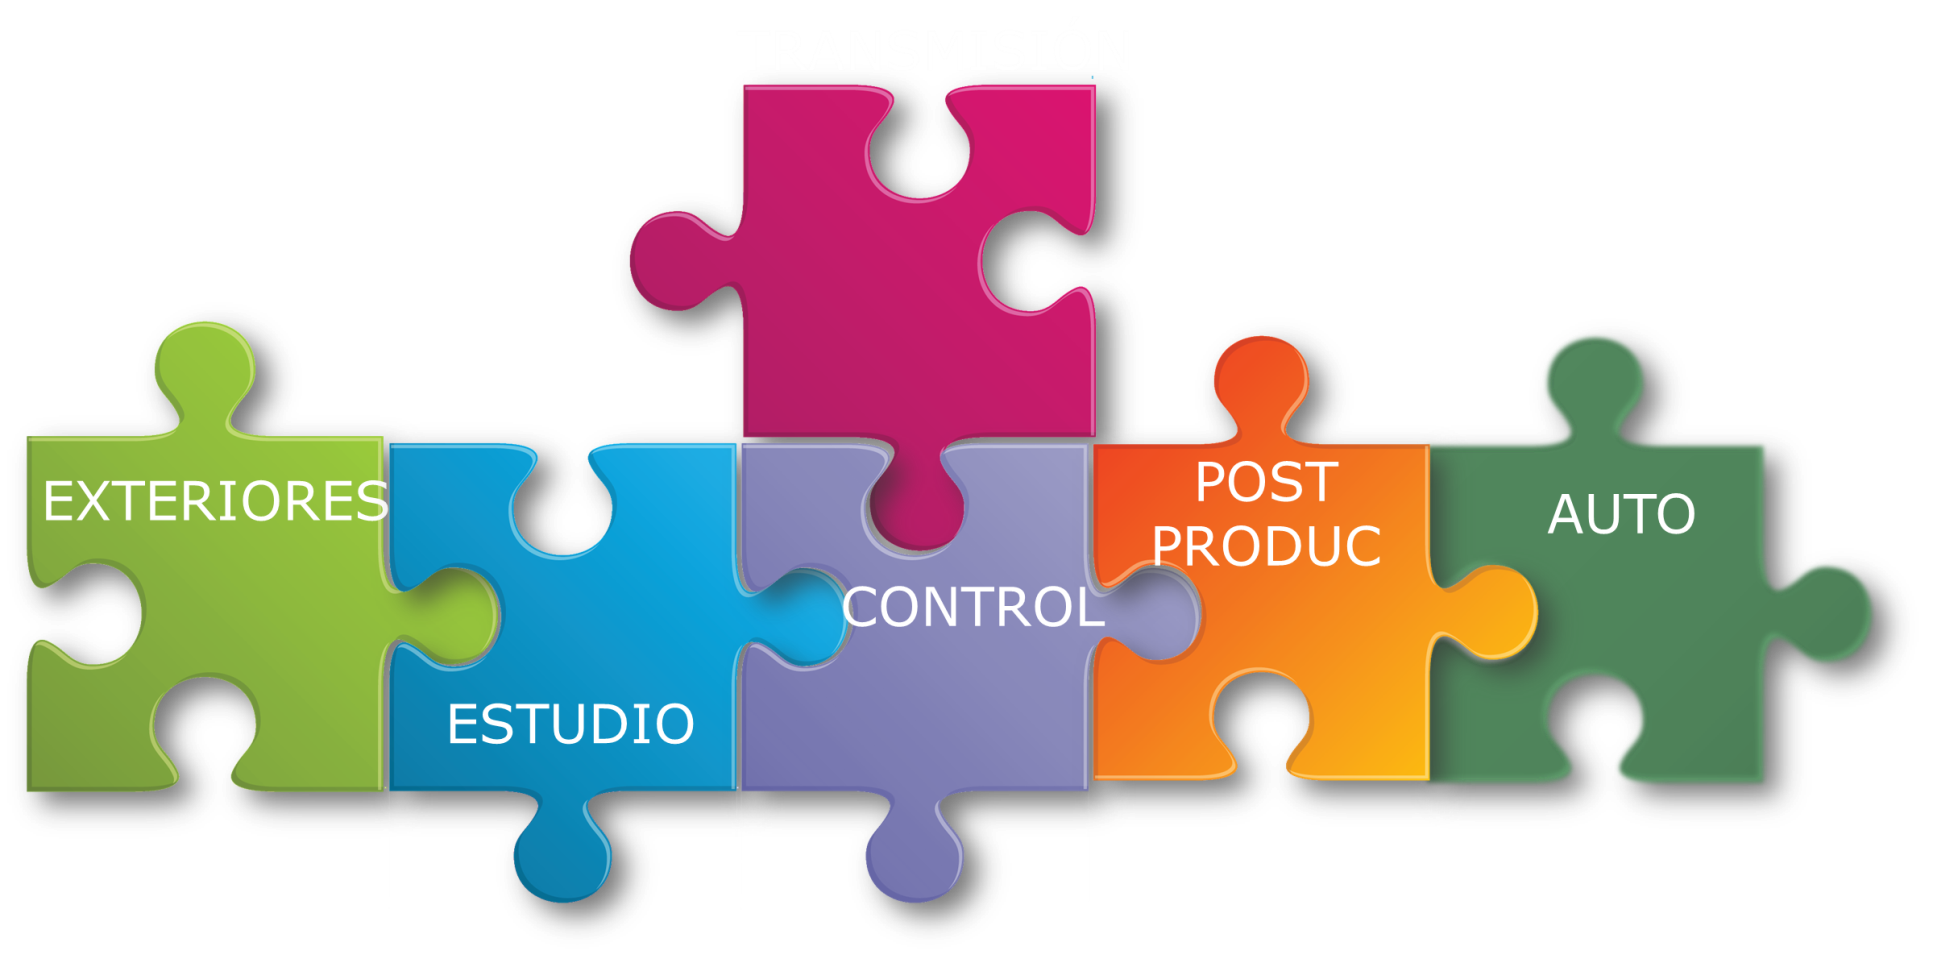 EXTERIORES
ESTUDIO
CONTROL
POST
PRODUC
AUTO